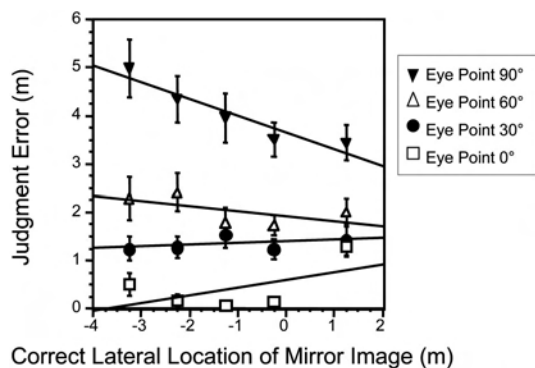 6
5
4
3
2
1
0
-4 -3 -2 -1 0 1 2
Judgment Error (m)
Correct Lateral Location of Mirror Image (m)
Eye Point 90°
Eye Point 60°
Eye Point 30°
Eye Point 0°